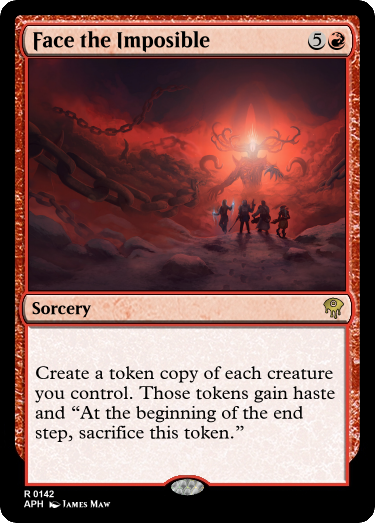 Face the Imposible 5
Sorcery
Create a token copy of each creature
you control. Those tokens gain haste
and “At the beginning of the end
step, sacrifice this token.”
R 0142
APH James Maw